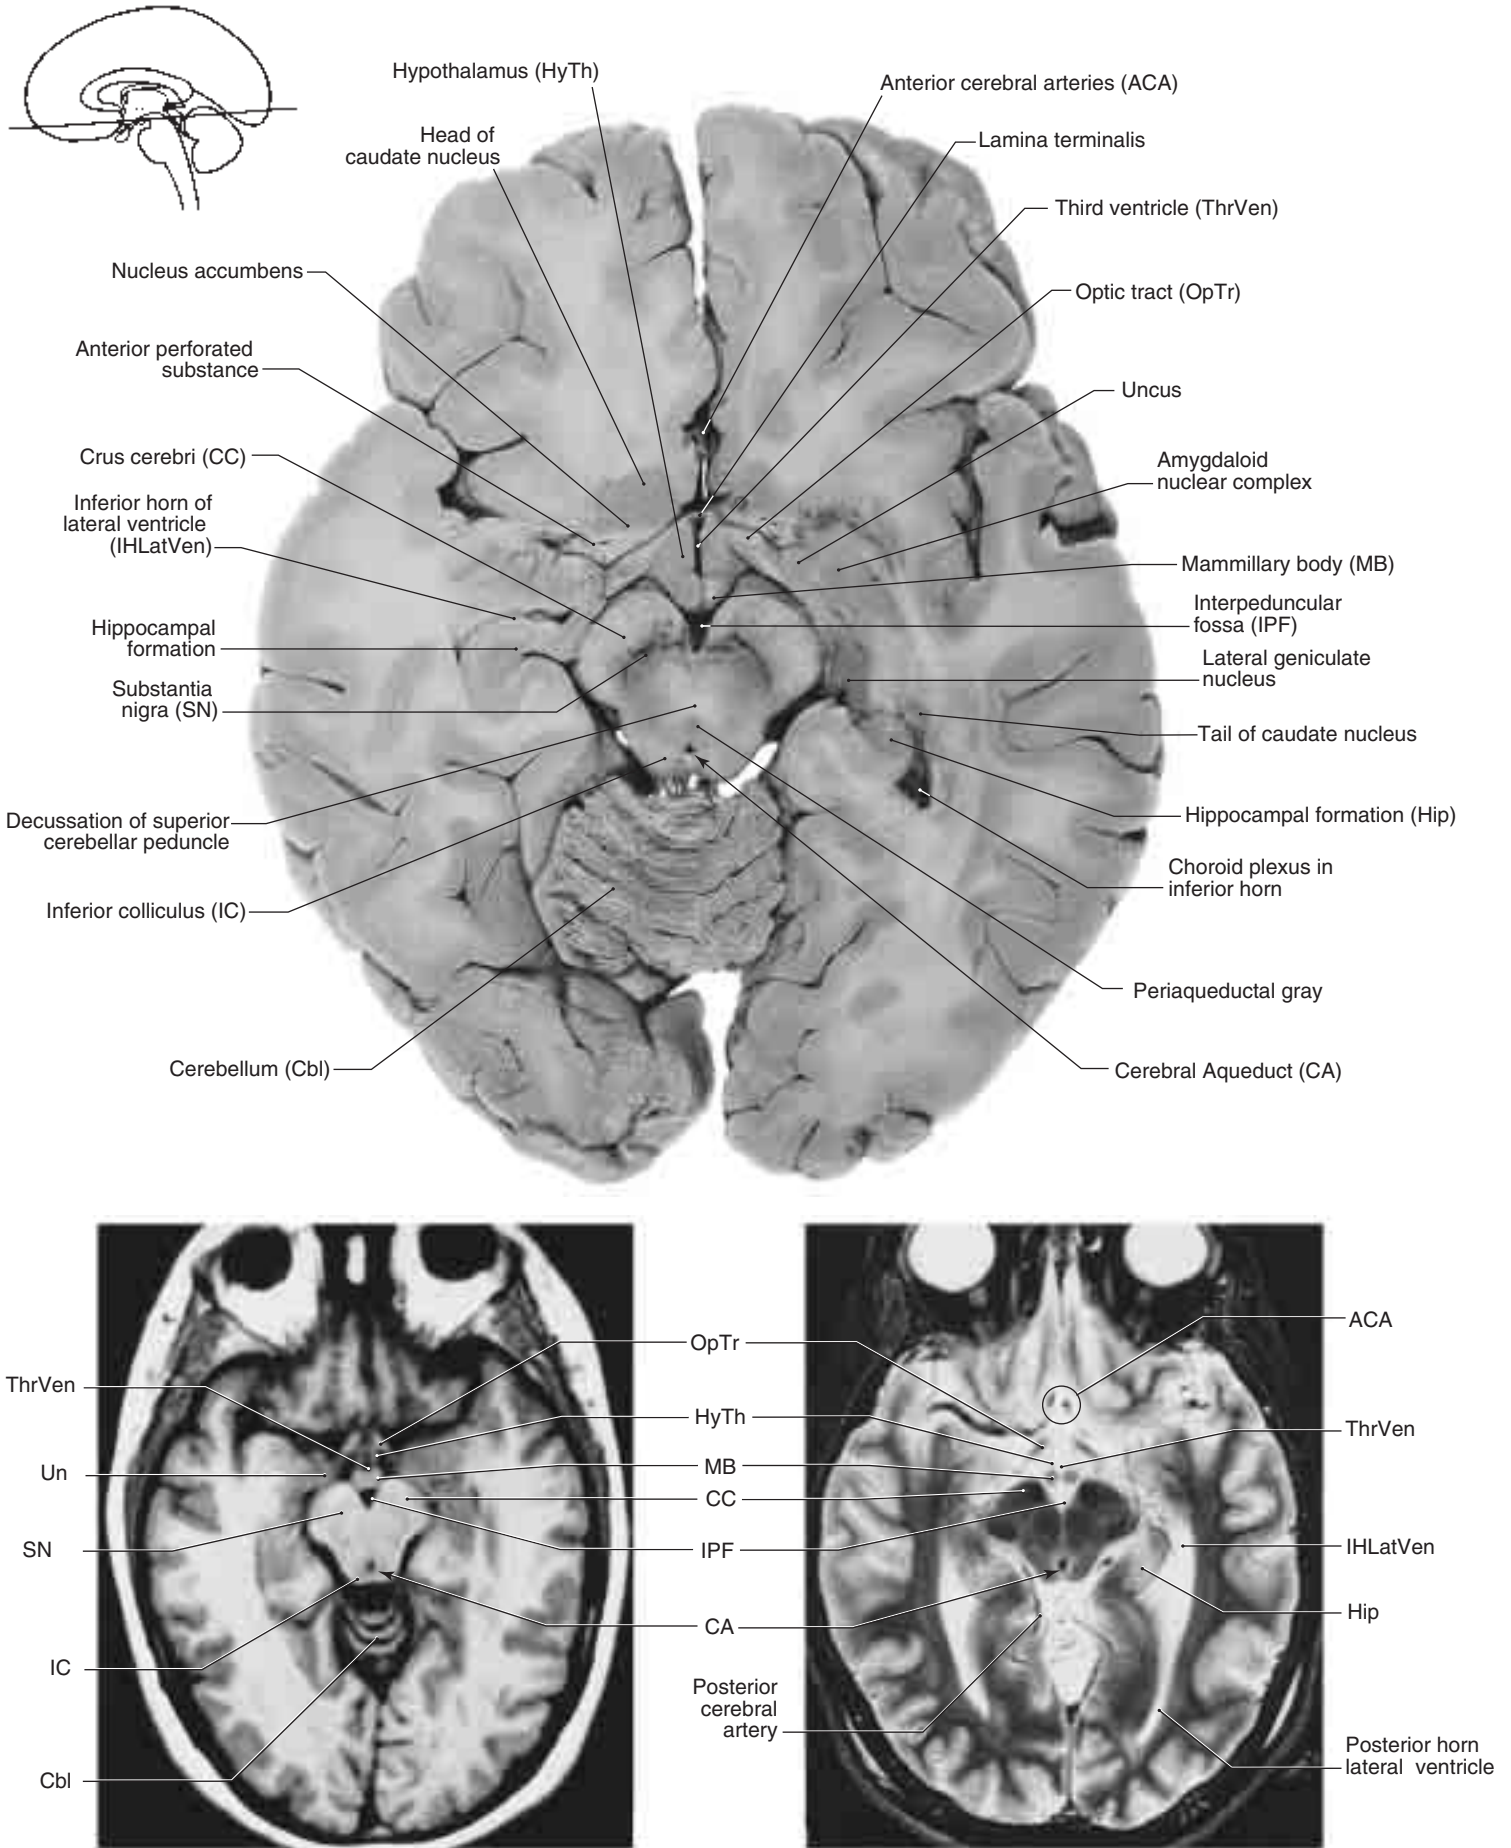 Hypothalamus (HyTh)
Head of
caudate nucleus
Nucleus accumbens
Anterior perforated
substance
Crus cerebri (CC)
Inferior horn of
lateral ventricle
(IHLatVen)
Hippocampal
formation
Substantia
nigra (SN)
Decussation of superior
cerebellar peduncle
Inferior colliculus (IC)
Cerebellum (Cbl)
Anterior cerebral arteries (ACA)
Lamina terminalis
Third ventricle (ThrVen)
Optic tract (OpTr)
Uncus
Amygdaloid
nuclear complex
Mammillary body (MB)
Interpeduncular
fossa (IPF)
Lateral geniculate
nucleus
Tail of caudate nucleus
Hippocampal formation (Hip)
Choroid plexus in
inferior horn
Periaqueductal gray
Cerebral Aqueduct (CA)
ThrVen
Un
SN
IC
Cbl
OpTr
HyTh
MB
CC
IPF
CA
Posterior
cerebral
artery
ACA
ThrVen
IHLatVen
Hip
Posterior horn
lateral ventricle